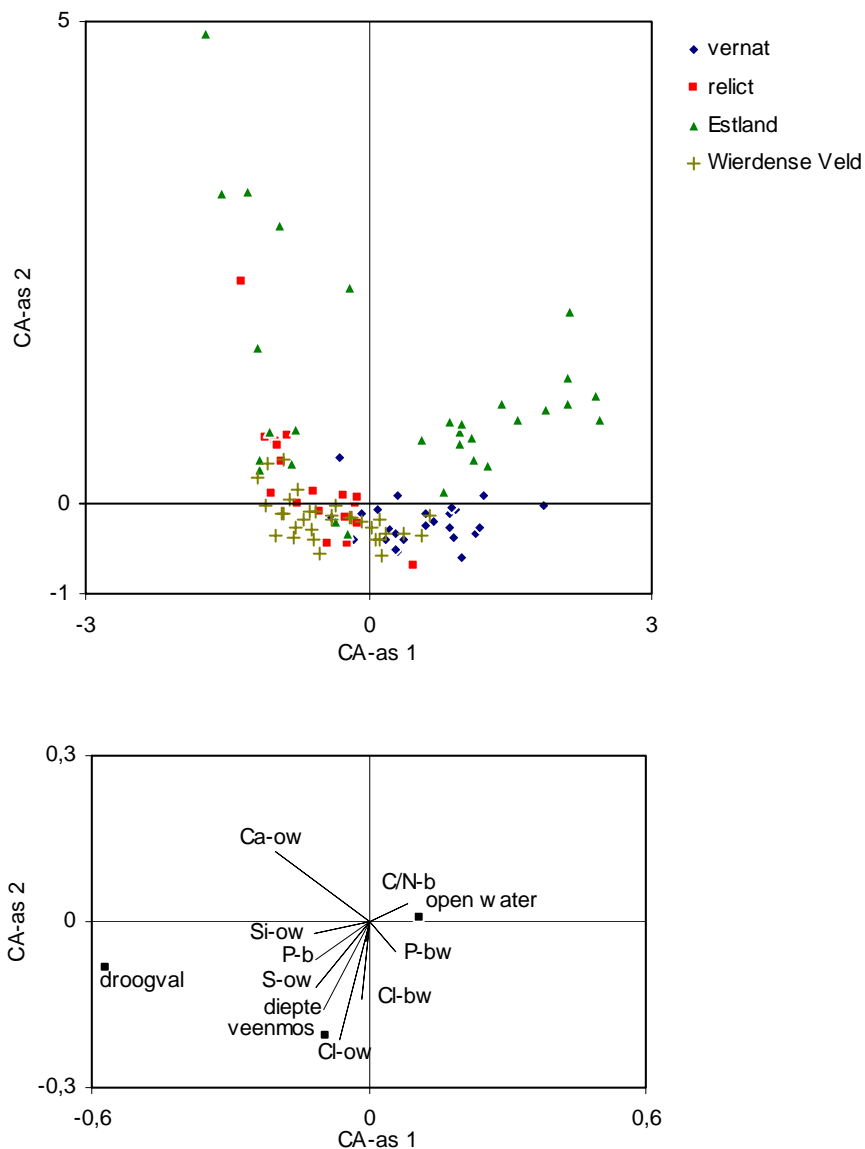 5
vernat
relict
Estland
Wierdense Veld
CA-as 2
0
-1
-3
0
3
CA-as 1
0,3
Ca-ow
C/N-b
open water
CA-as 2
0
Si-ow
P-b
P-bw
droogval
S-ow
diepte
Cl-bw
veenmos
Cl-ow
-0,3
-0,6
0
0,6
CA-as 1